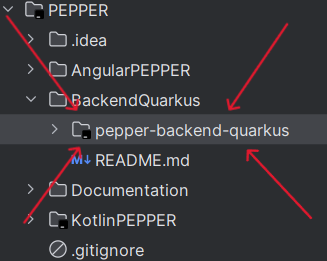 PEPPER
.idea
AngularPEPPER
BackendQuarkus
pepper-backend-quarkus
M↓ README.md
Documentation
KotlinPEPPER
.gitignore